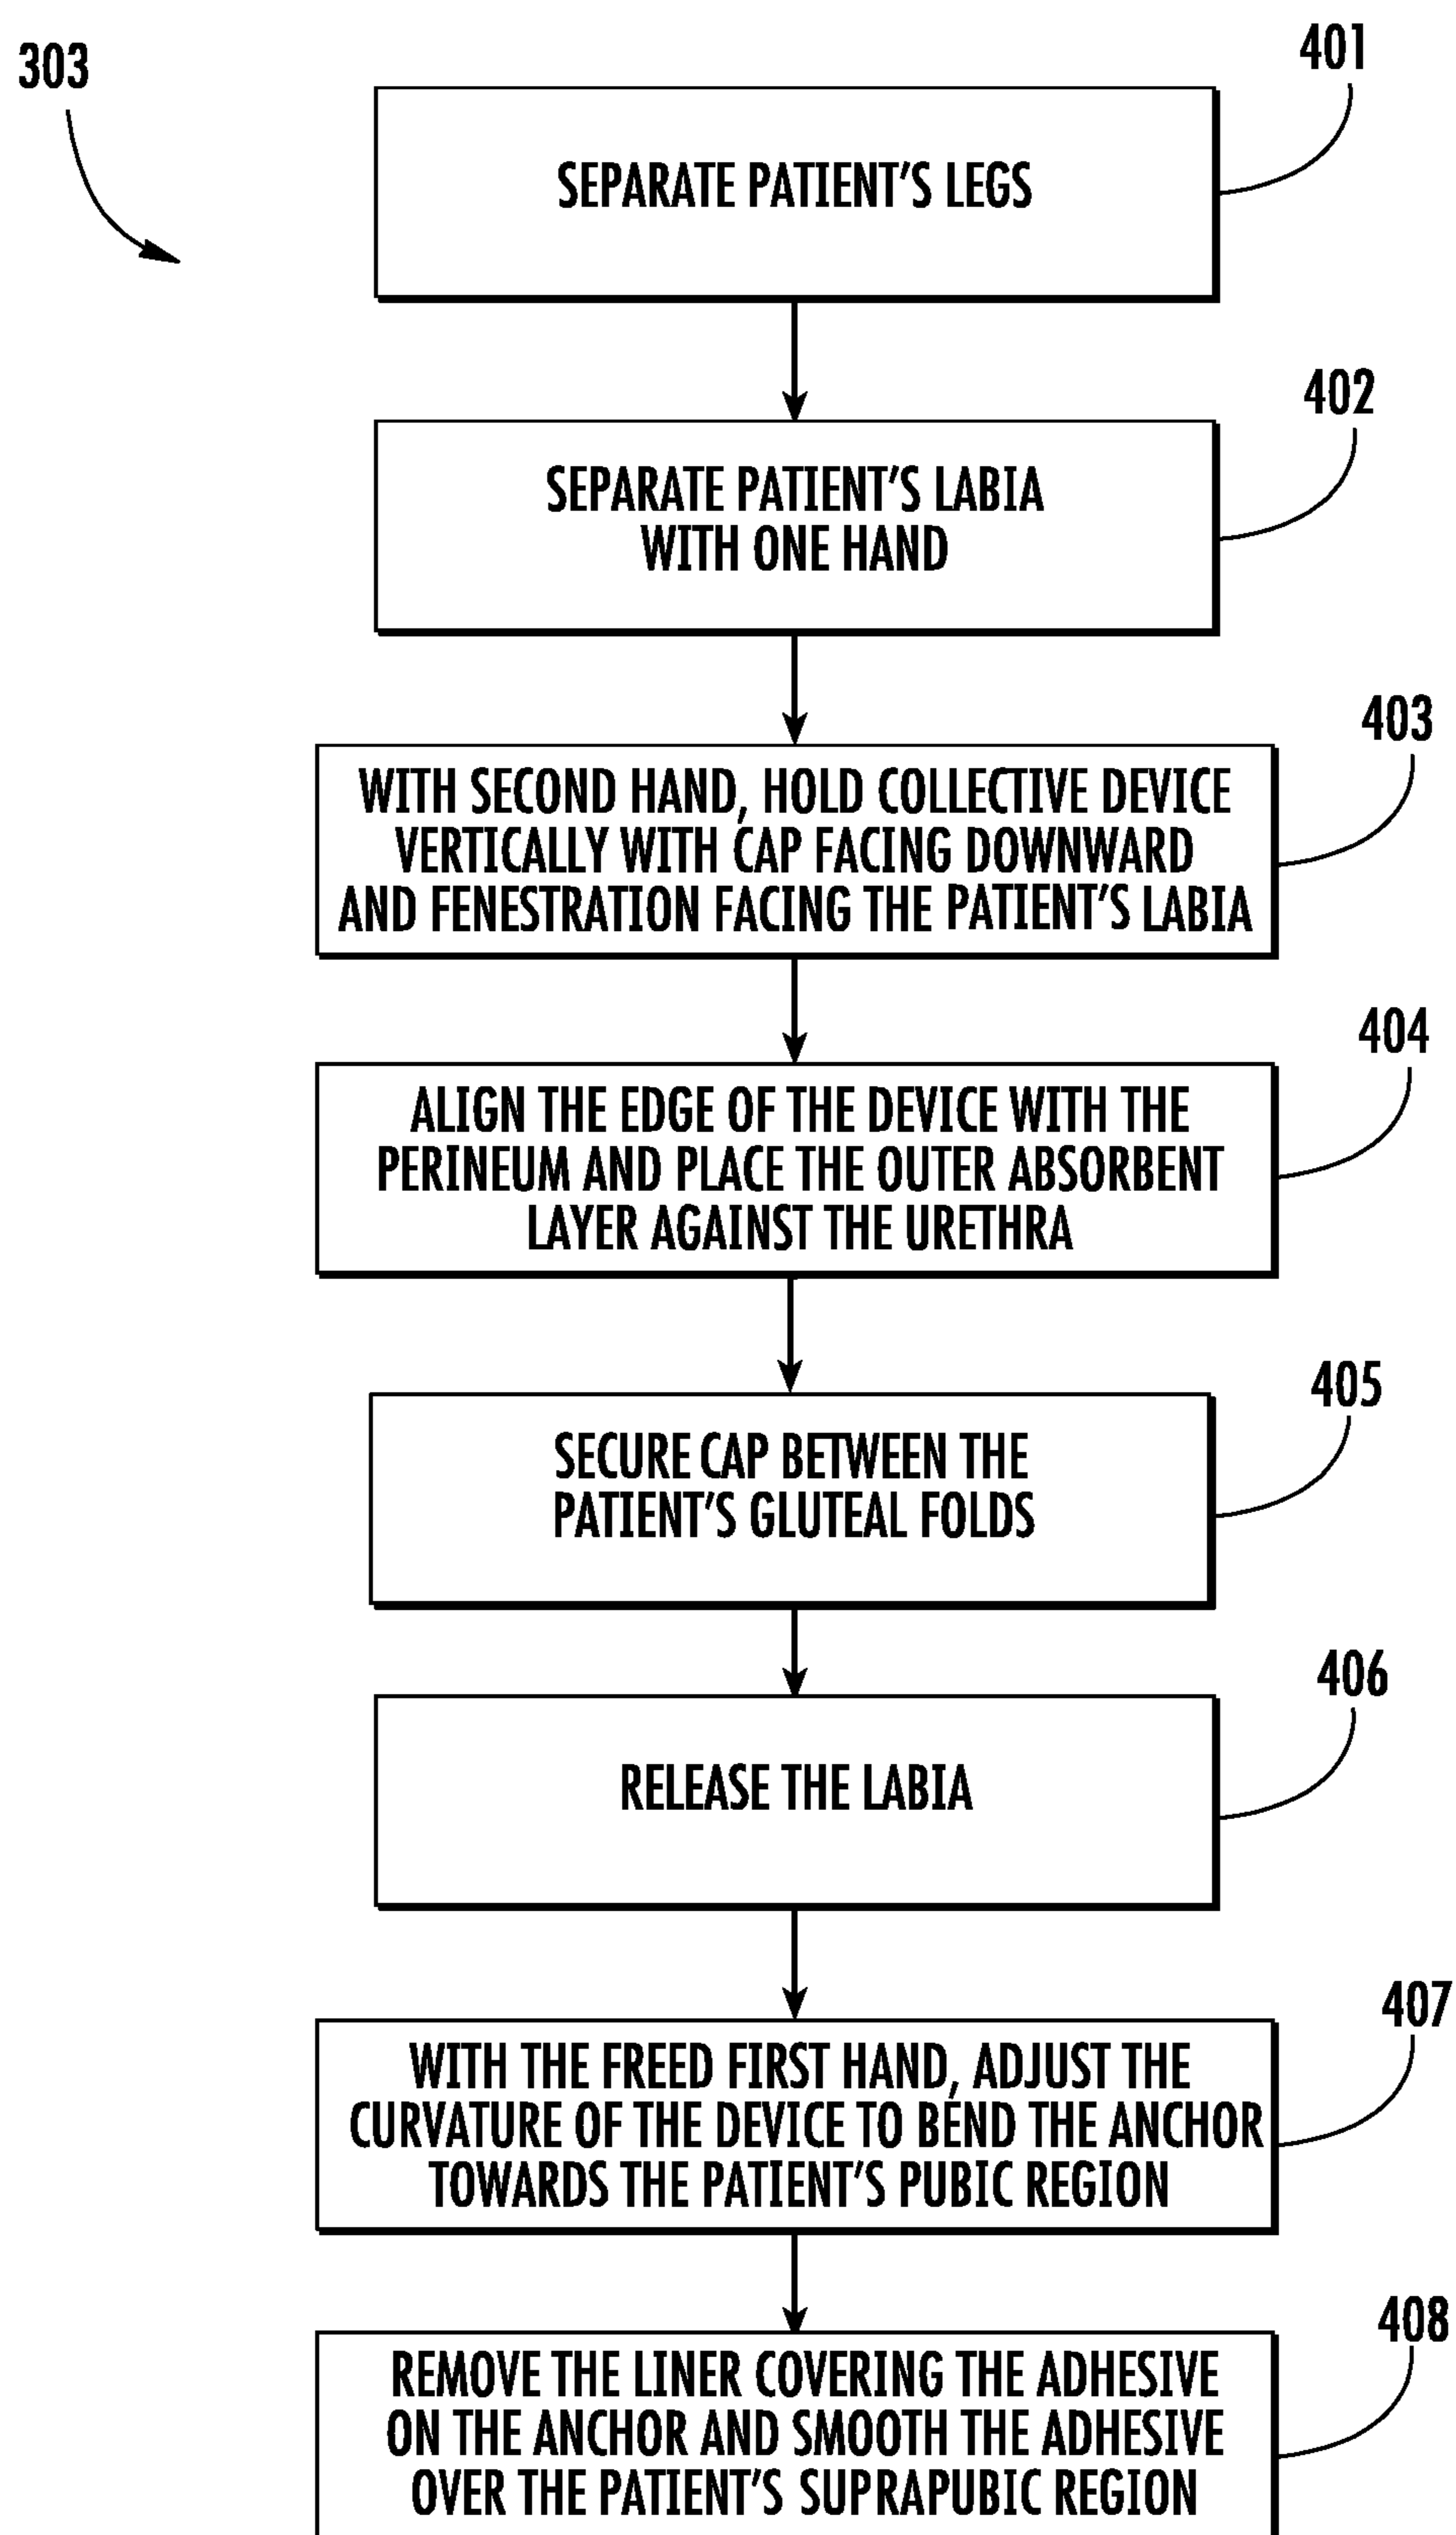 303
401
SEPARATE PATIENT'S LEGS
402
SEPARATE PATIENT'S LABIA
WITH ONE HAND
403
WITH SECOND HAND, HOLD COLLECTIVE DEVICE
VERTICALLY WITH CAP FACING DOWNWARD
AND FENESTRATION FACING THE PATIENT'S LABIA
404
ALIGN THE EDGE OF THE DEVICE WITH THE
PERINEUM AND PLACE THE OUTER ABSORBENT
LAYER AGAINST THE URETHRA
405
SECURE CAP BETWEEN THE
PATIENT'S GLUTEAL FOLDS
406
RELEASE THE LABIA
407
WITH THE FREED FIRST HAND, ADJUST THE
CURVATURE OF THE DEVICE TO BEND THE ANCHOR
TOWARDS THE PATIENT'S PUBIC REGION
408
REMOVE THE LINER COVERING THE ADHESIVE
ON THE ANCHOR AND SMOOTH THE ADHESIVE
OVER THE PATIENT'S SUPRAPUBIC REGION